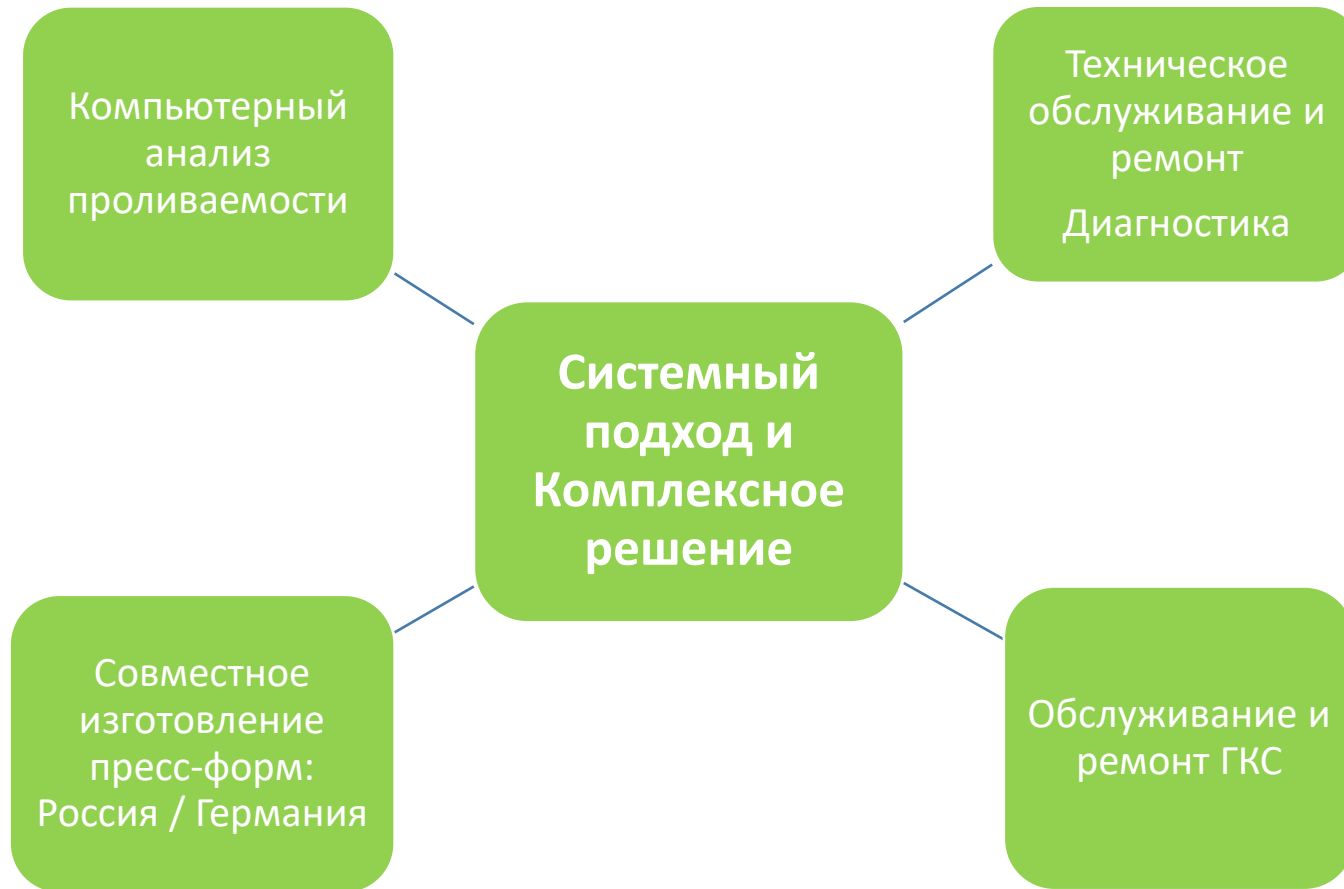 Компьютерный
анализ
проливаемости
Техническое
обслуживание и
ремонт
Диагностика
Системный
подход и
Комплексное
решение
Совместное
изготовление
пресс-форм:
Россия / Германия
Обслуживание и
ремонт ГКС